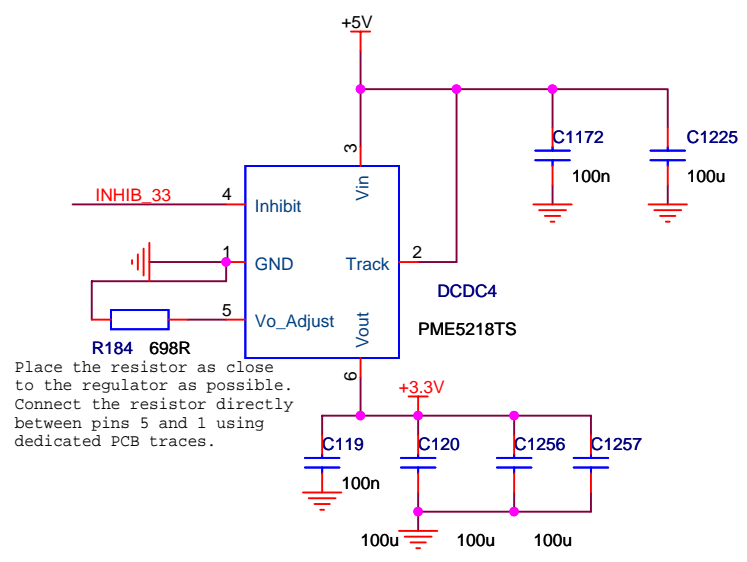 +5V
C1172
C1225
100n
100u
3
Vin
INHIB_33
4
Inhibit
1
GND
Track
2
DCDC4
5
Vo_Adjust
Vout
PME5218TS
R184 698R
6
Place the resistor as close
to the regulator as possible.
Connect the resistor directly
between pins 5 and 1 using
dedicated PCB traces.
+3.3V
C119
C120
C1256
C1257
100n
100u
100u
100u